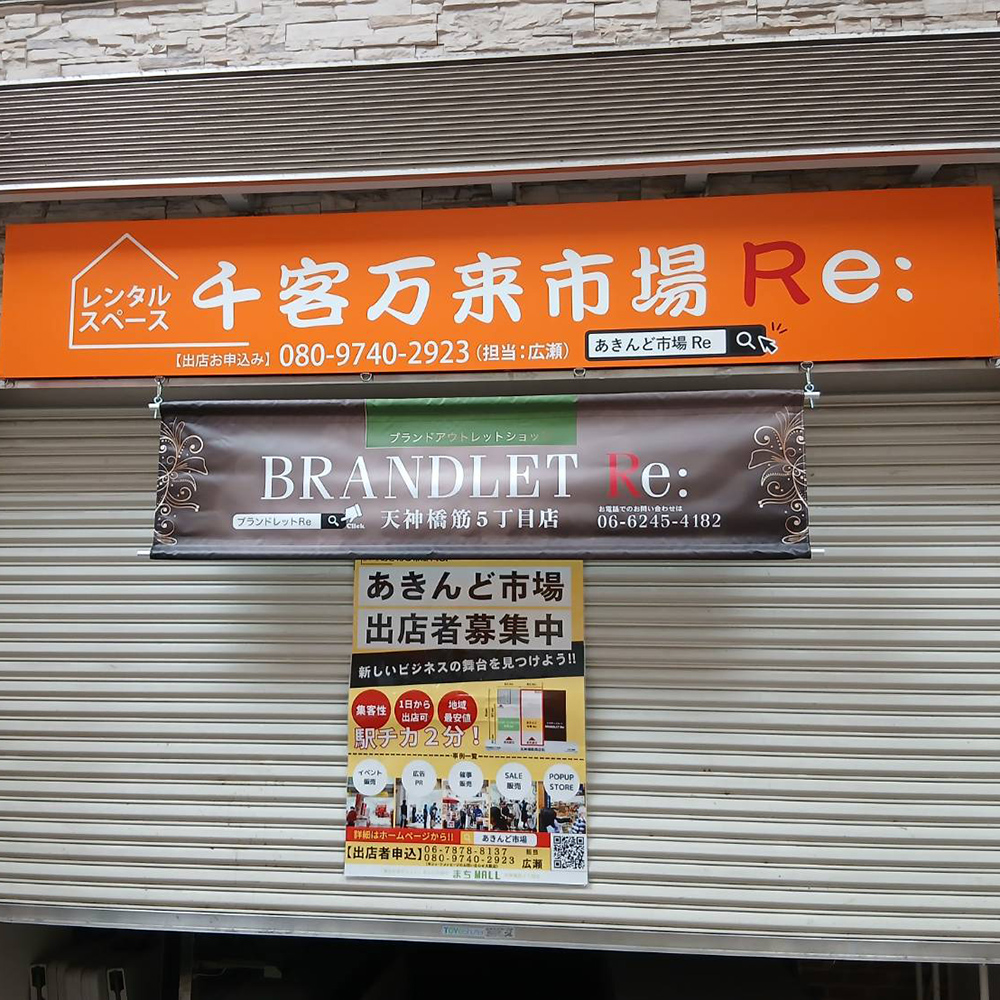 レンタル
スペース
千客万来市場 Re:
【出店お申込み】 080-9740-2923 (担当:広瀬)
あきんど市場 Re
ブランドアウトレットショッ
BRANDLET Re:
ブランドレットRe
Click
天神橋筋5丁目店
お電話でのお問い合わせは
06-6245-4182
あきんど市場
出店者募集中
新しいビジネスの舞台を見つけよう!!
集客性
1日から
出店可
地域
最安値
駅チカ2分!
事例一覧
イベント
販売
広告
PR
催事
販売
SALE
販売
POPUP
STORE
詳細はホームページから!!
あきんど市場
【出店者申込】
06-7878-8137
080-9740-2923
担当
広瀬
まちMALL